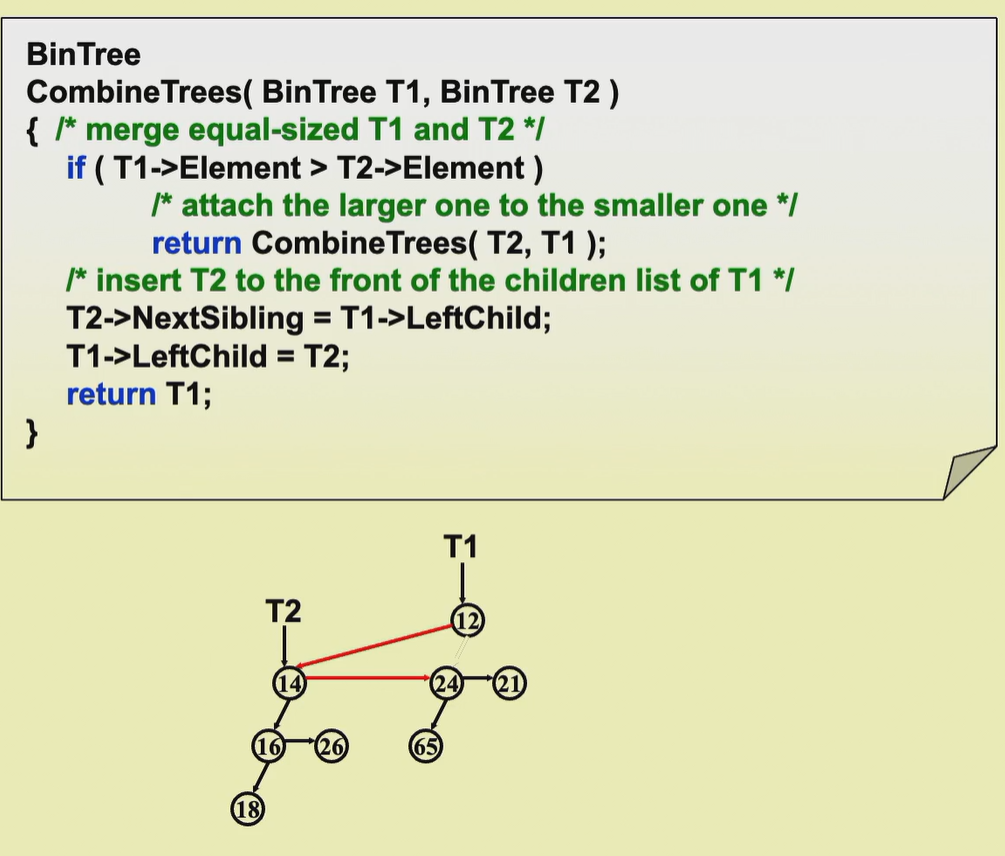 BinTree
CombineTrees( BinTree T1, BinTree T2 )
{ /* merge equal-sized T1 and T2 */
if ( T1->Element > T2->Element )
/* attach the larger one to the smaller one */
return CombineTrees( T2, T1 );
/* insert T2 to the front of the children list of T1 */
T2->NextSibling = T1->LeftChild;
T1->LeftChild = T2;
return T1;
}
T1
T2
12
14
24
21
16
26
65
18